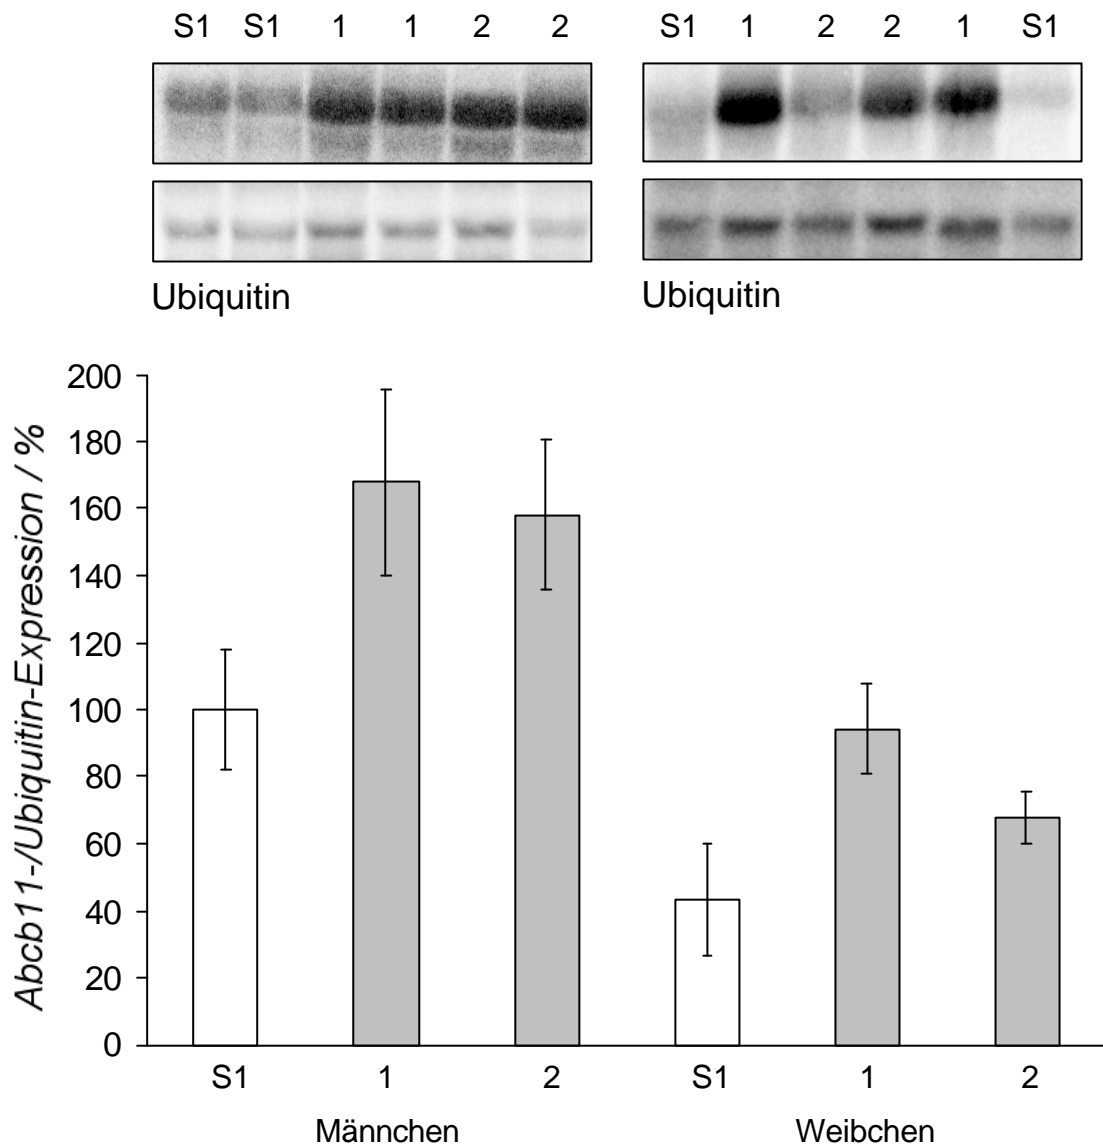 S1 S1 1 1 2 2 S1 1 2 2 1 S1
Ubiquitin Ubiquitin
Abcb11-/Ubiquitin-Expression / %
200
180
160
140
120
100
80
60
40
20
0
S1 1 2 S1 1 2
Männchen Weibchen